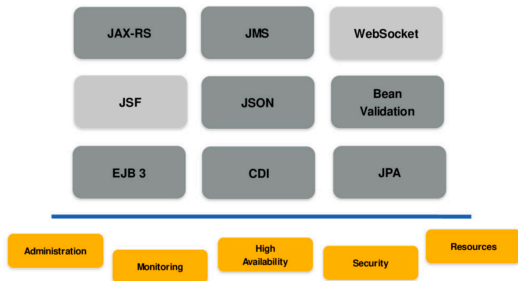 JAX-RS
JMS
WebSocket
JSF
JSON
Bean
Validation
EJB 3
CDI
JPA
Administration
Monitoring
High
Availability
Security
Resources